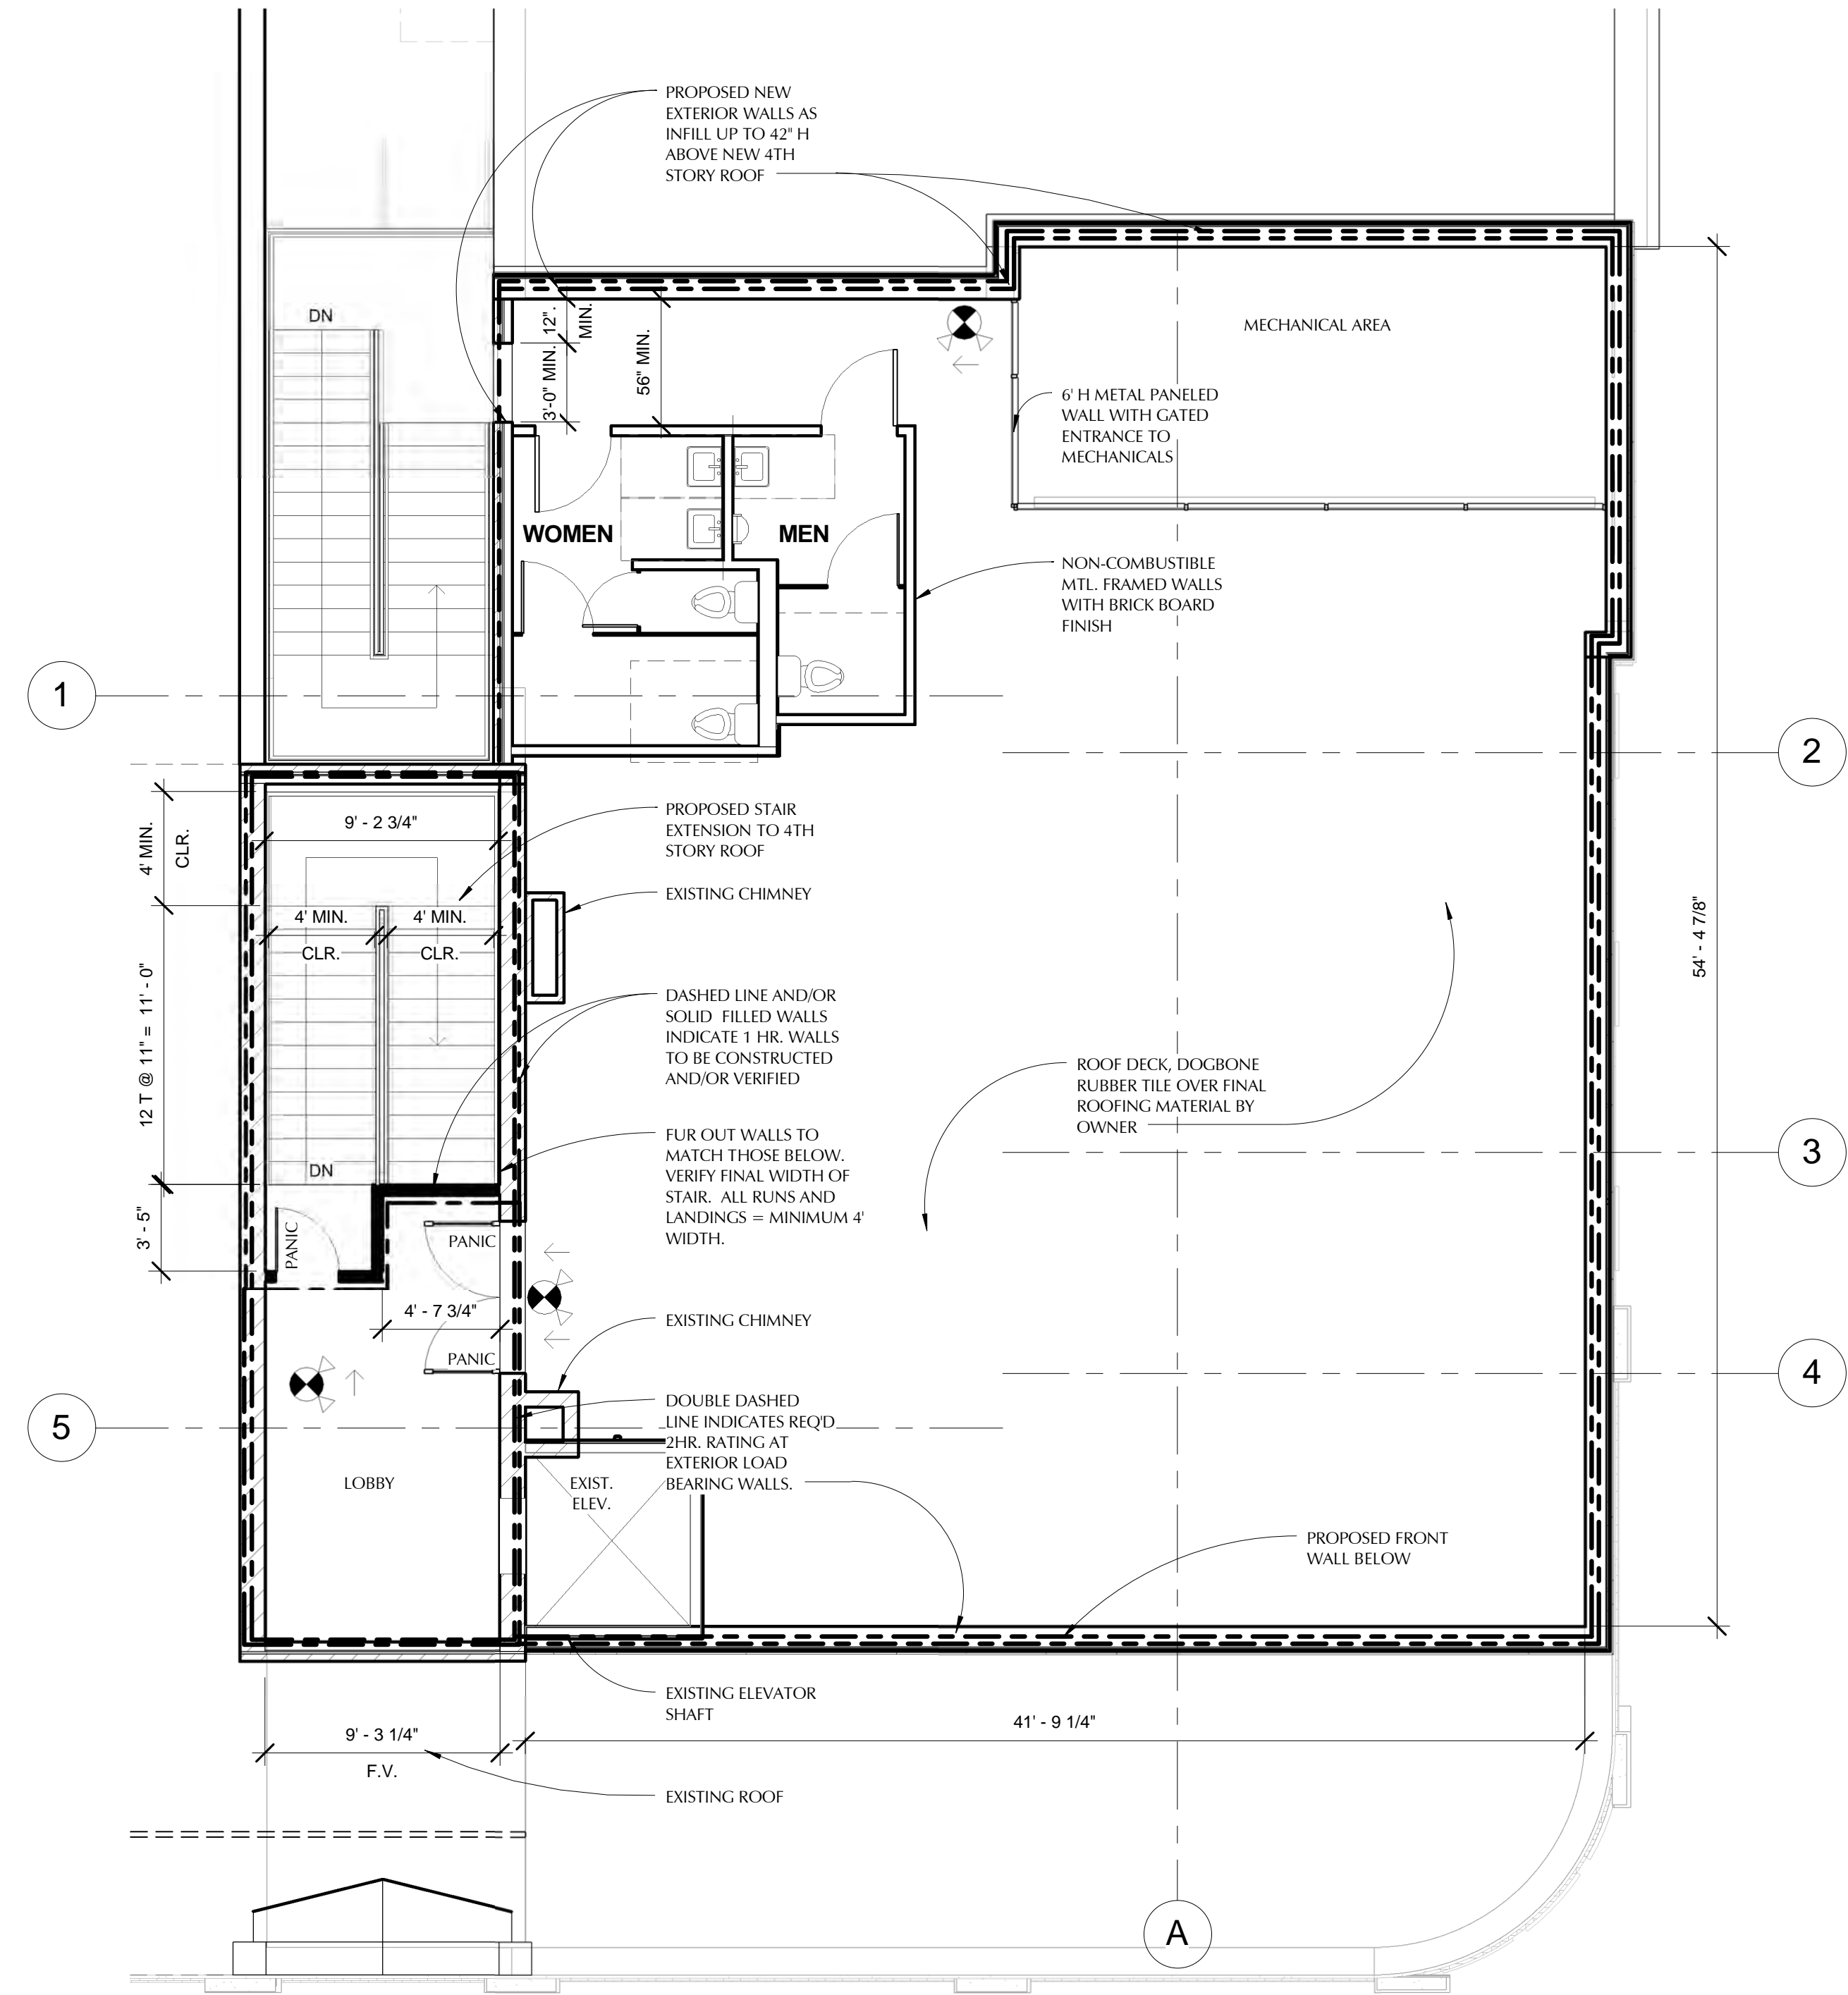 PROPOSED NEW
EXTERIOR WALLS AS
INFILL UP TO 42" H
ABOVE NEW 4TH
STORY ROOF
DN
12".
MIN.
3'-0" MIN.
56" MIN.
MECHANICAL AREA
6' H METAL PANELED
WALL WITH GATED
ENTRANCE TO
MECHANICALS
WOMEN
MEN
NON-COMBUSTIBLE
MTL. FRAMED WALLS
WITH BRICK BOARD
FINISH
1
2
4' MIN.
CLR.
9' - 2 3/4"
PROPOSED STAIR
EXTENSION TO 4TH
STORY ROOF
EXISTING CHIMNEY
4' MIN.
CLR.
4' MIN.
CLR.
54' - 4 7/8"
12 T @ 11" = 11' - 0"
DASHED LINE AND/OR
SOLID FILLED WALLS
INDICATE 1 HR. WALLS
TO BE CONSTRUCTED
AND/OR VERIFIED
ROOF DECK, DOGBONE
RUBBER TILE OVER FINAL
ROOFING MATERIAL BY
OWNER
FUR OUT WALLS TO
MATCH THOSE BELOW.
VERIFY FINAL WIDTH OF
STAIR. ALL RUNS AND
LANDINGS = MINIMUM 4'
WIDTH.
DN
3
3' - 5"
PANIC
PANIC
4' - 7 3/4"
EXISTING CHIMNEY
PANIC
4
DOUBLE DASHED
LINE INDICATES REQ'D
2HR. RATING AT
EXTERIOR LOAD
BEARING WALLS.
5
LOBBY
EXIST.
ELEV.
PROPOSED FRONT
WALL BELOW
EXISTING ELEVATOR
SHAFT
9' - 3 1/4"
F.V.
41' - 9 1/4"
EXISTING ROOF
A